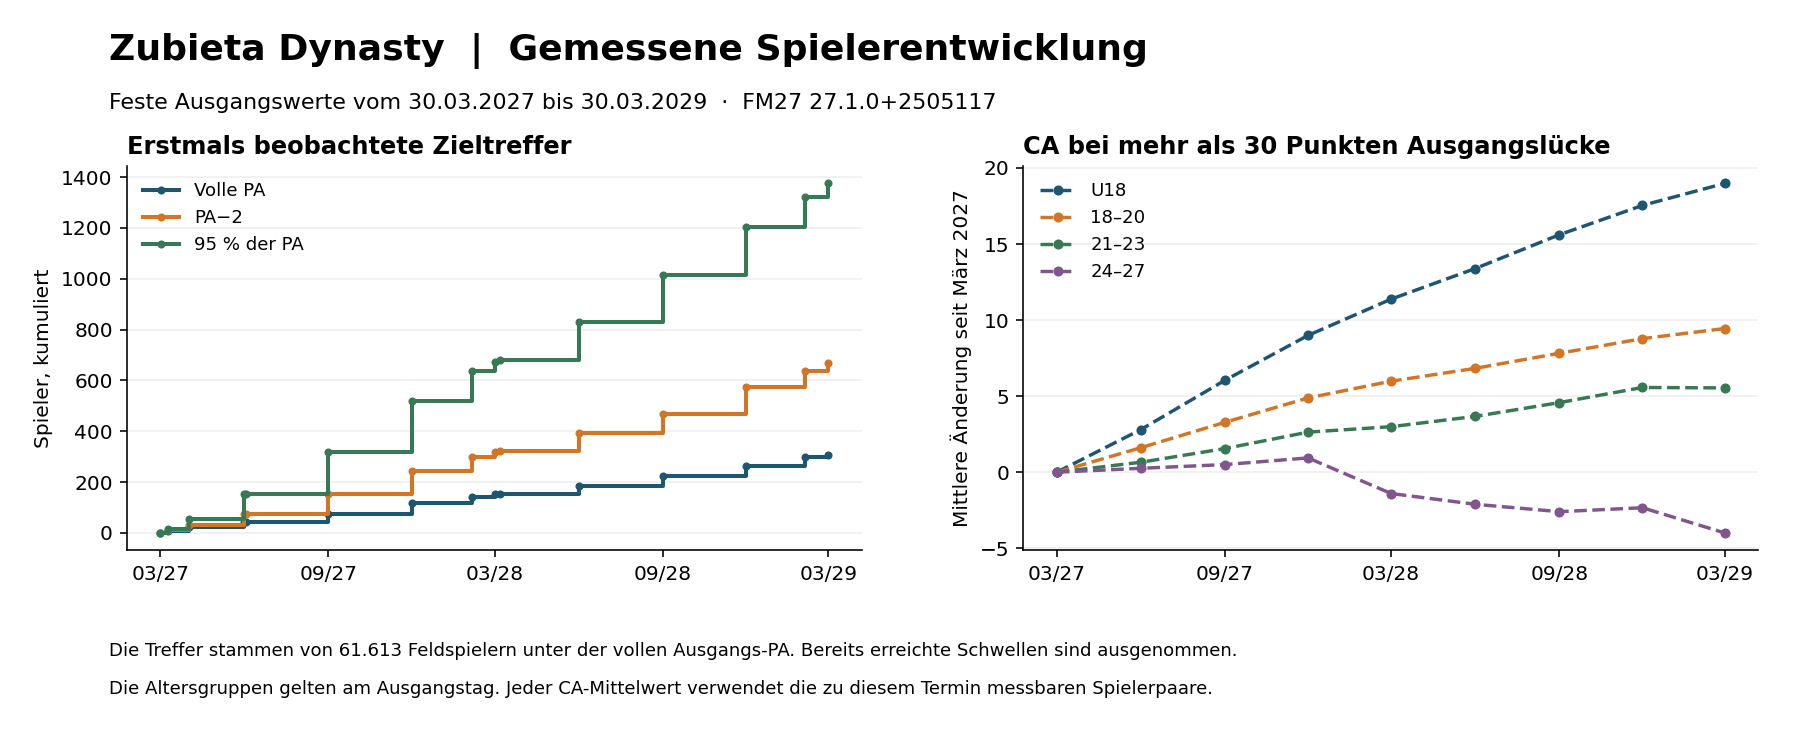 Zubieta Dynasty | Gemessene Spielerentwicklung
Feste Ausgangswerte vom 30.03.2027 bis 30.03.2029 · FM27 27.1.0+2505117
Erstmals beobachtete Zieltreffer
Spieler, kumuliert
1400
1200
1000
800
600
400
200
0
Volle PA
PA−2
95 % der PA
03/27
09/27
03/28
09/28
03/29
CA bei mehr als 30 Punkten Ausgangslücke
Mittlere Änderung seit März 2027
20
15
10
5
0
−5
U18
18–20
21–23
24–27
03/27
09/27
03/28
09/28
03/29
Die Treffer stammen von 61.613 Feldspielern unter der vollen Ausgangs-PA. Bereits erreichte Schwellen sind ausgenommen.
Die Altersgruppen gelten am Ausgangstag. Jeder CA-Mittelwert verwendet die zu diesem Termin messbaren Spielerpaare.